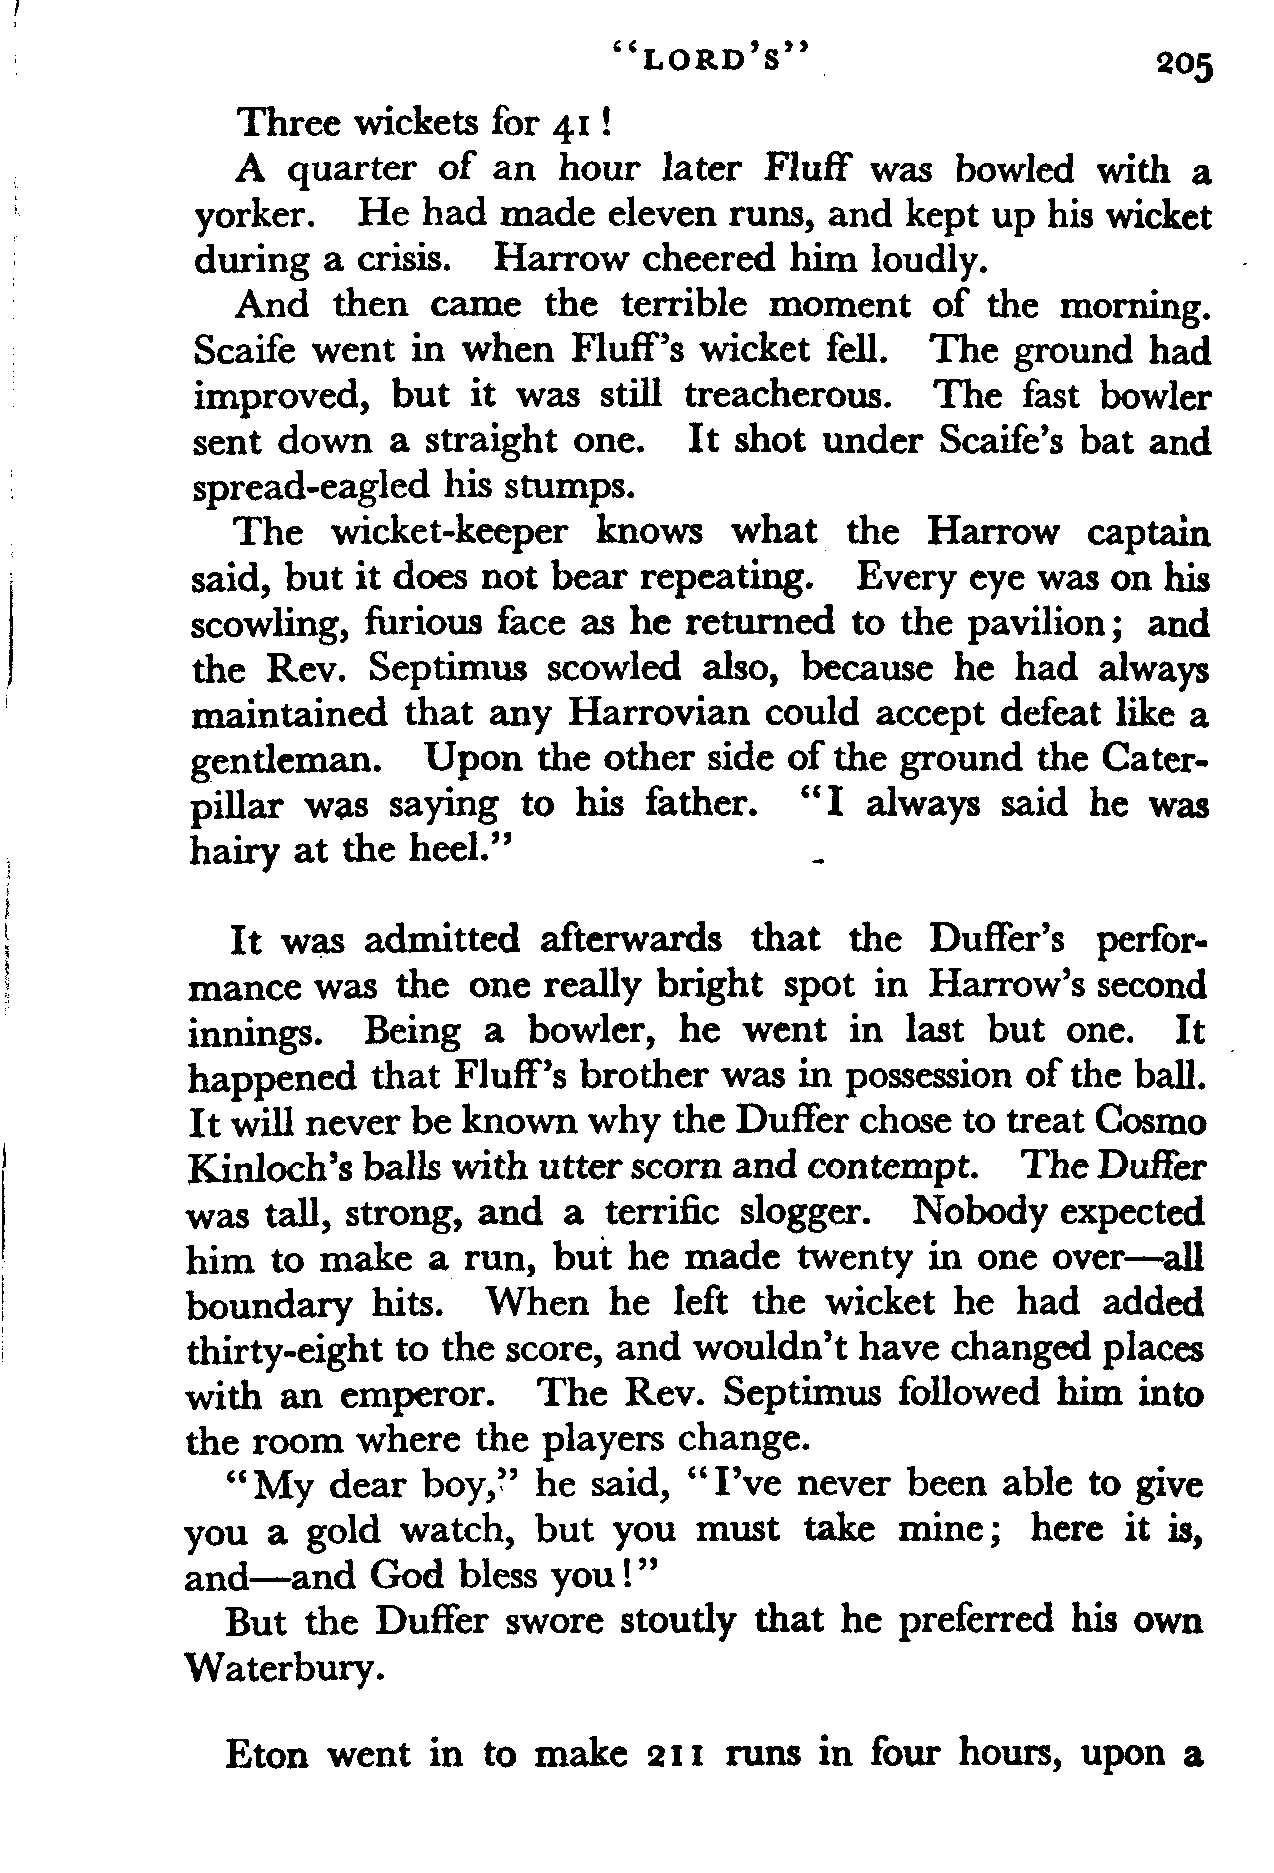 “LORD’S” 205
Three wickets for 41 !
A quarter of an hour later Fluff was bowled with a
yorker. He had made eleven runs, and kept up his wicket
during a crisis. Harrow cheered him loudly.
And then came the terrible moment of the morning.
Scaife went in when Fluff’s wicket fell. The ground had
improved, but it was still treacherous. The fast bowler
sent down a straight one. It shot under Scaife’s bat and
spread-eagled his stumps.
The wicket-keeper knows what the Harrow captain
said, but it does not bear repeating. Every eye was on his
scowling, furious face as he returned to the pavilion; and
the Rev. Septimus scowled also, because he had always
maintained that any Harrovian could accept defeat like a
gentleman. Upon the other side of the ground the Cater-
pillar was saying to his father. “I always said he was
hairy at the heel.”
It was admitted afterwards that the Duffer’s perfor-
mance was the one really bright spot in Harrow’s second
innings. Being a bowler, he went in last but one. It
happened that Fluff’s brother was in possession of the ball.
It will never be known why the Duffer chose to treat Cosmo
Kinloch’s balls with utter scorn and contempt. The Duffer
was tall, strong, and a terrific slogger. Nobody expected
him to make a run, but he made twenty in one over—all
boundary hits. When he left the wicket he had added
thirty-eight to the score, and wouldn’t have changed places
with an emperor. The Rev. Septimus followed him into
the room where the players change.
“My dear boy,” he said, “I’ve never been able to give
you a gold watch, but you must take mine; here it is,
and—and God bless you!”
But the Duffer swore stoutly that he preferred his own
Waterbury.
Eton went in to make 211 runs in four hours, upon a